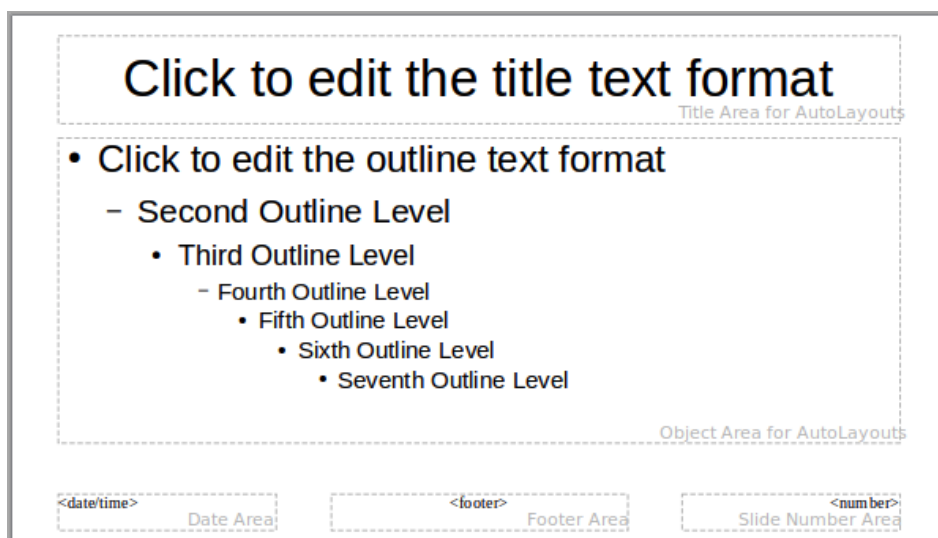 Click to edit the title text format
Title Area for AutoLayouts
• Click to edit the outline text format
– Second Outline Level
• Third Outline Level
– Fourth Outline Level
• Fifth Outline Level
• Sixth Outline Level
• Seventh Outline Level
Object Area for AutoLayouts
<date/time> <footer> <number>
Date Area Footer Area Slide Number Area